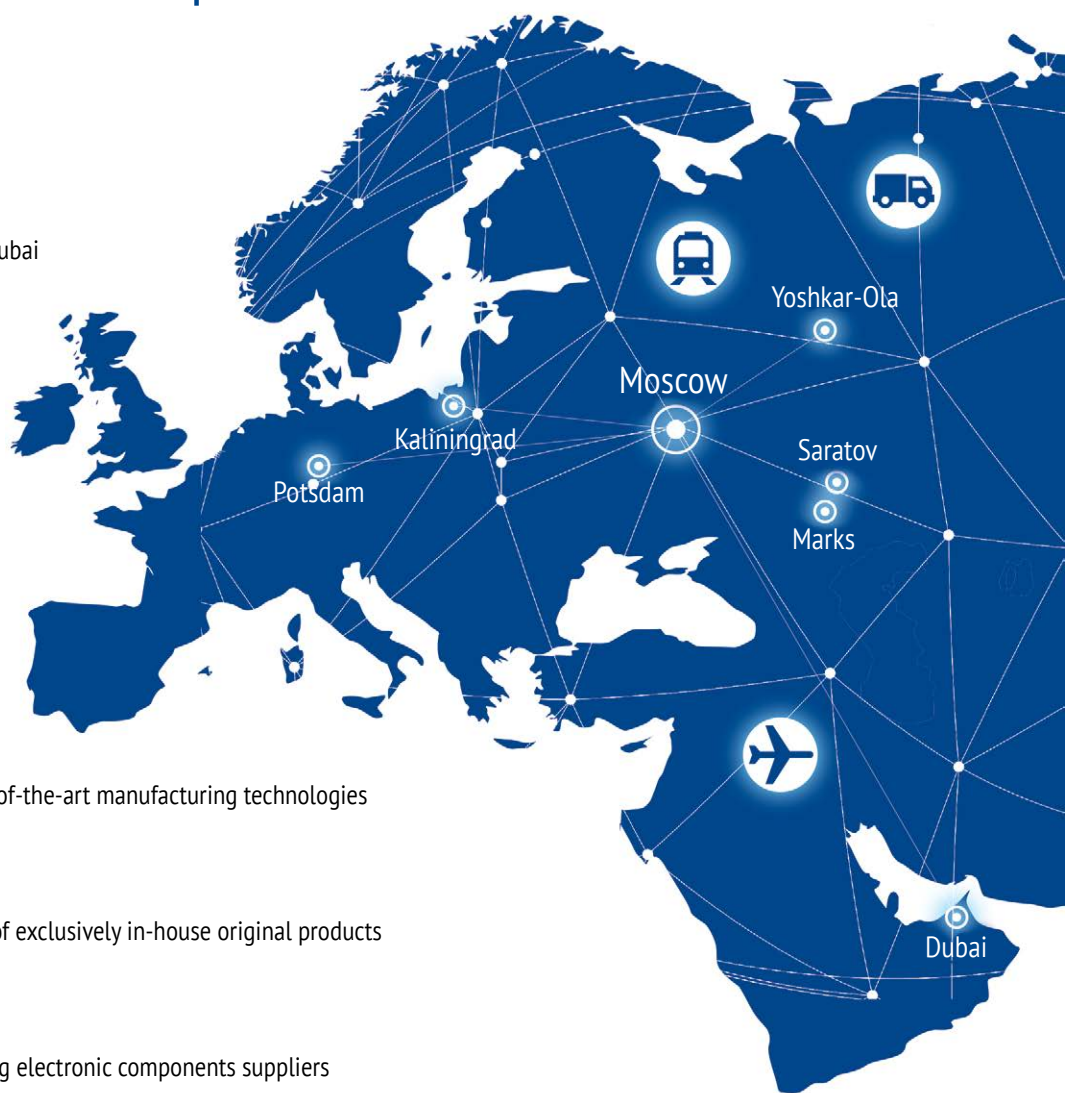 ubai
Yoshkar-Ola
Moscow
Kaliningrad
Saratov
Potsdam
Marks
of-the-art manufacturing technologies
of exclusively in-house original products
Dubai
g electronic components suppliers